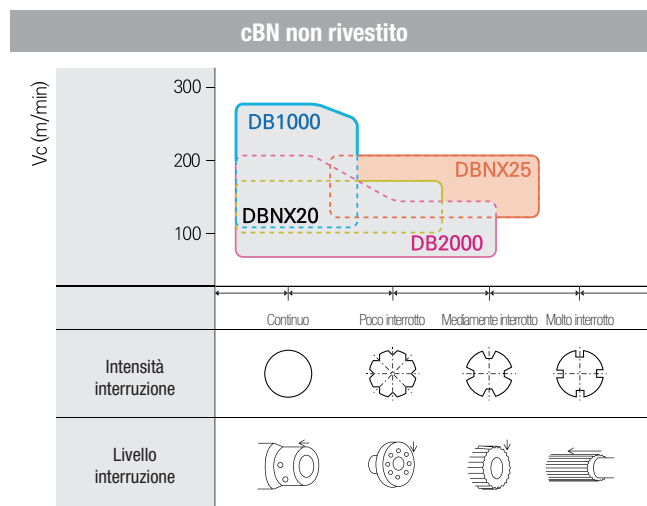 cBN non rivestito
Vc (m/min)
300
200
100
DB1000
DBNX25
DBNX20
DB2000
Continuo
Poco interrotto
Mediamente interrotto
Molto interrotto
Intensità
interruzione
Livello
interruzione